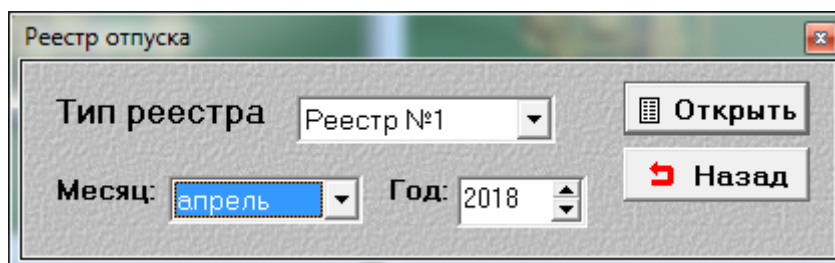 Реестр отпуска
Тип реестра
Реестр №1
Открыть
Месяц:
апрель
Год:
2018
Назад